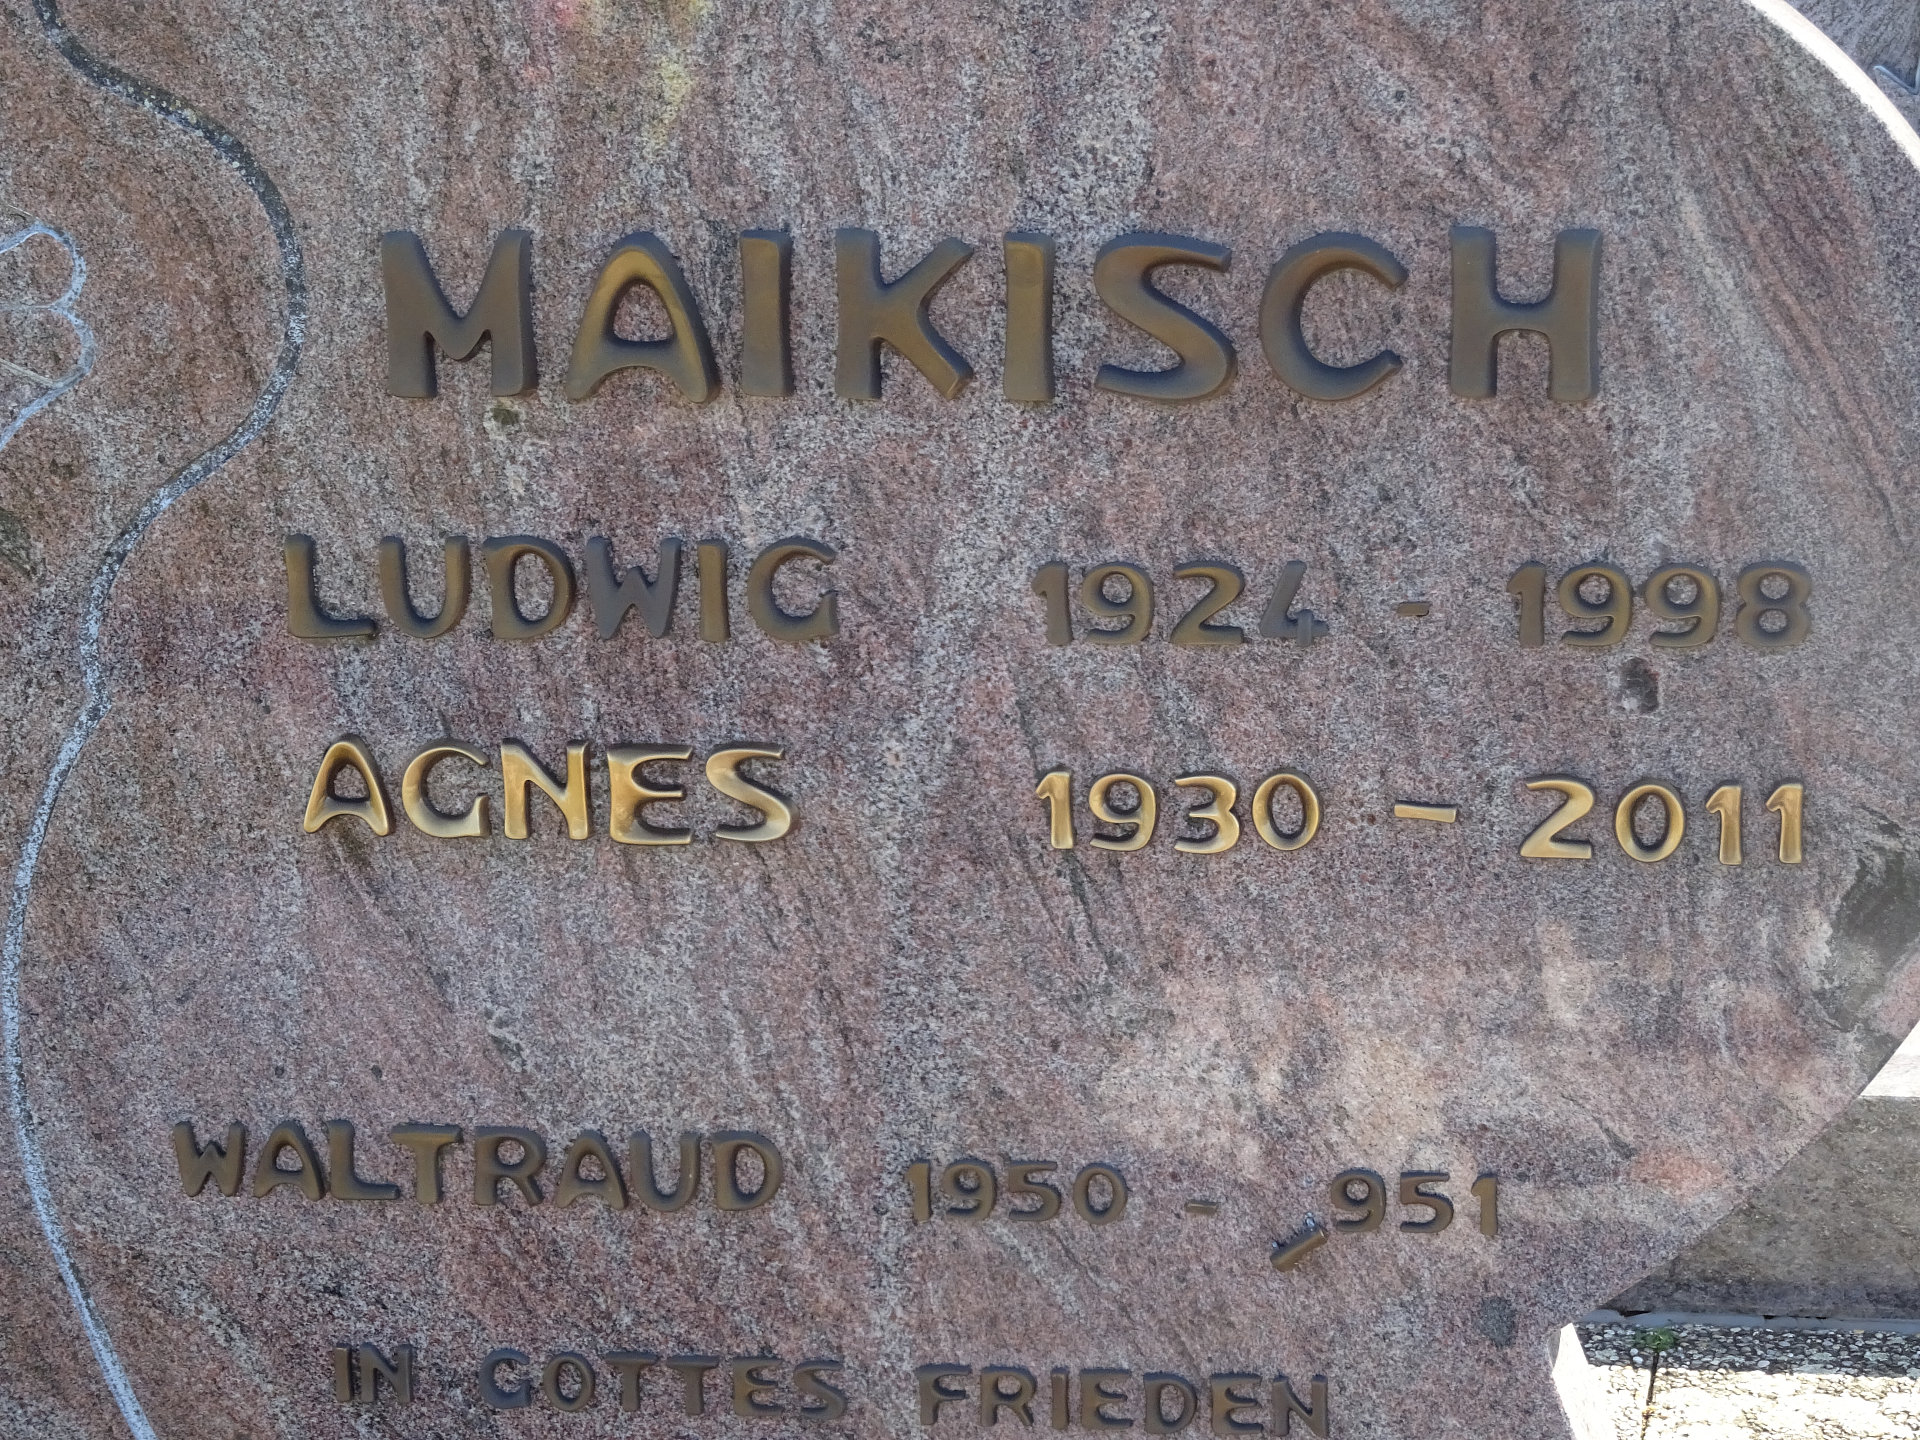 MAIKISCH
LUDWIG 1924 - 1998
AGNES 1930 - 2011
WALTRAUD 1950 - 1951
IN GOTTES FRIEDEN